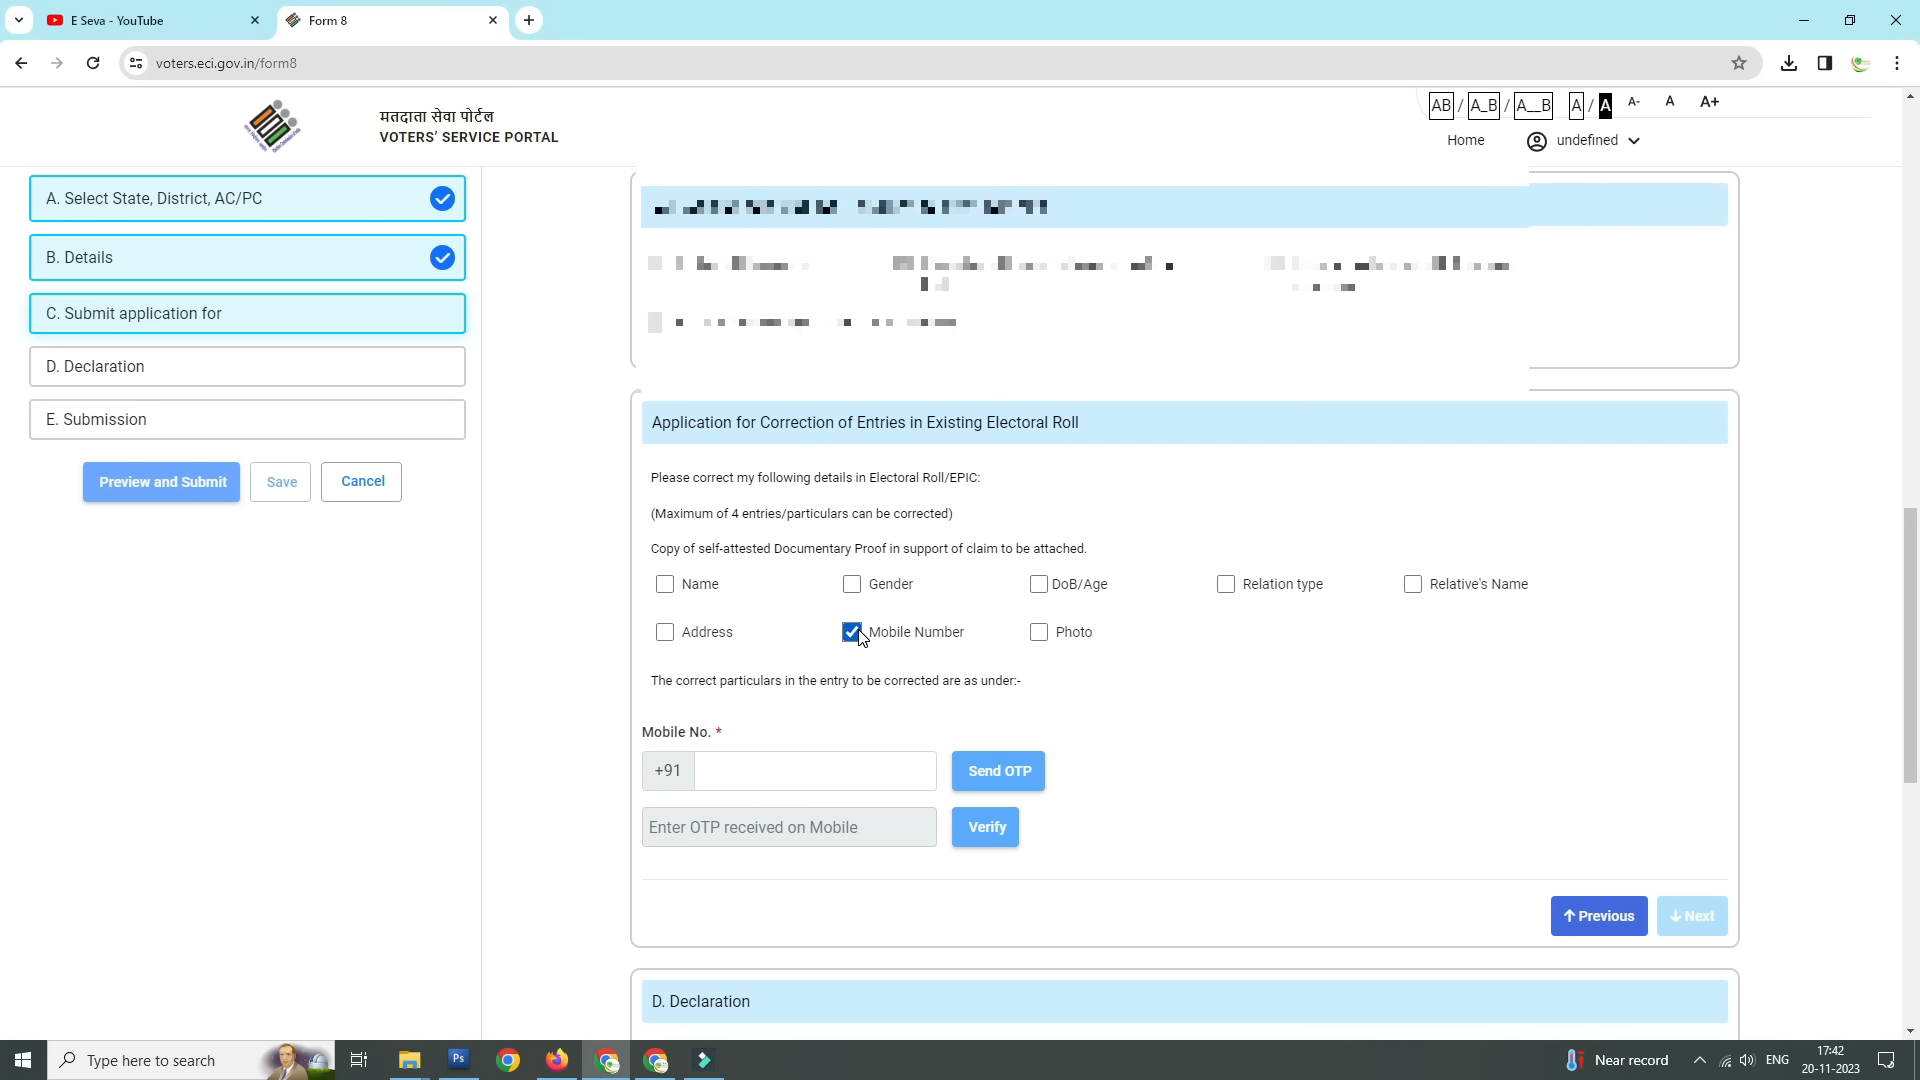 E Seva - YouTube
Form 8
voters.eci.gov.in/form8
मतदाता सेवा पोर्टल
VOTERS' SERVICE PORTAL
AB / A_B / A__B A / A A- A A+
Home
undefined
A. Select State, District, AC/PC
B. Details
C. Submit application for
D. Declaration
E. Submission
Preview and Submit
Save
Cancel
Application for Correction of Entries in Existing Electoral Roll
Please correct my following details in Electoral Roll/EPIC:
(Maximum of 4 entries/particulars can be corrected)
Copy of self-attested Documentary Proof in support of claim to be attached.
Name Gender DoB/Age Relation type Relative's Name
Address Mobile Number Photo
The correct particulars in the entry to be corrected are as under:-
Mobile No. *
+91
Send OTP
Enter OTP received on Mobile
Verify
Previous
Next
D. Declaration
Type here to search
Ps
Near record
ENG
17:42
20-11-2023